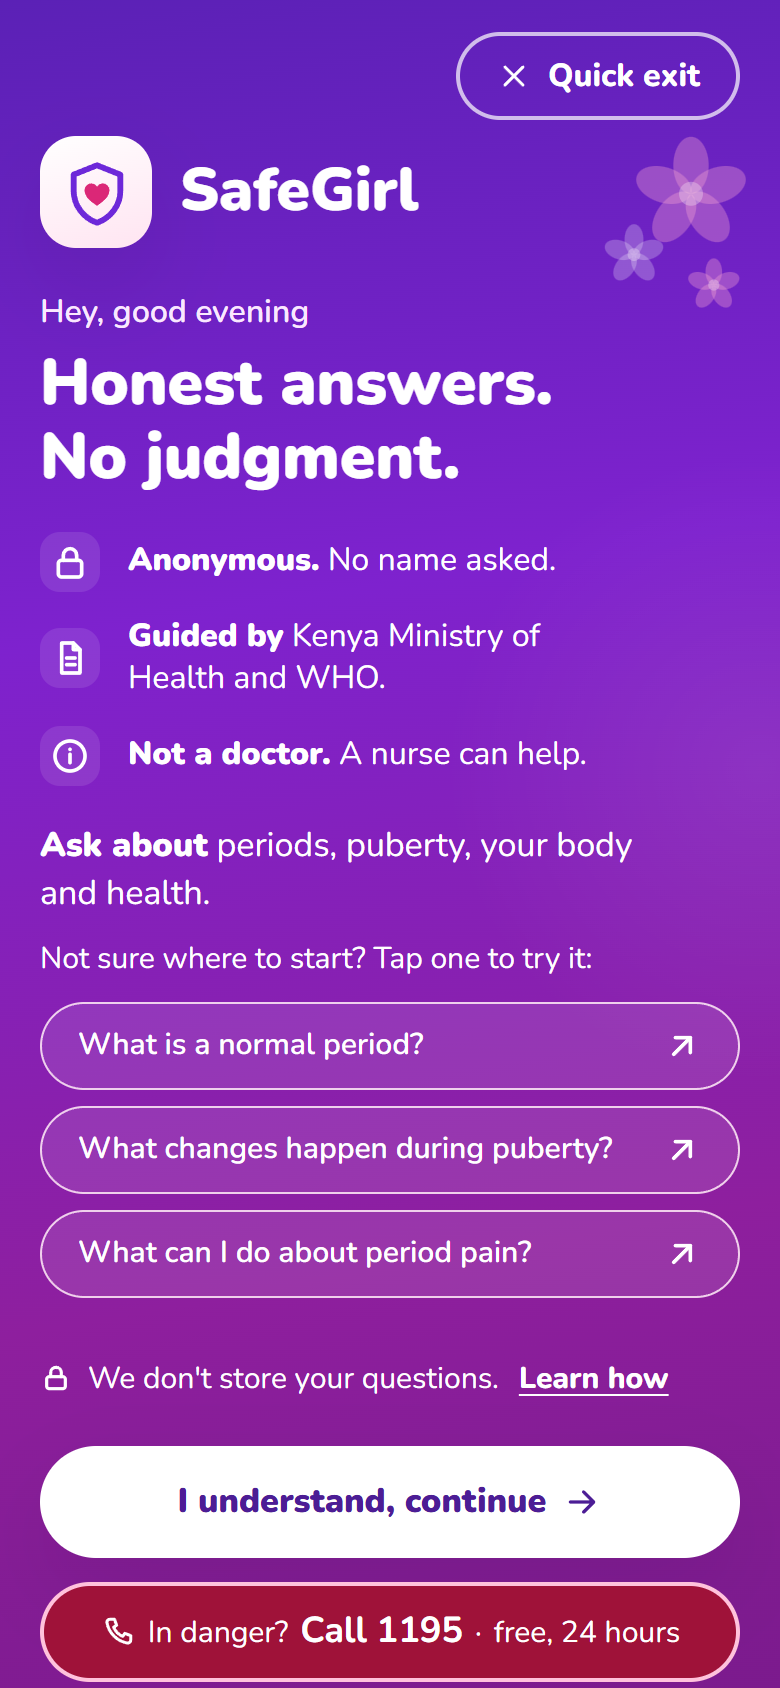 Quick exit
SafeGirl
Hey, good evening
Honest answers.
No judgment.
Anonymous. No name asked.
Guided by Kenya Ministry of
Health and WHO.
Not a doctor. A nurse can help.
Ask about periods, puberty, your body
and health.
Not sure where to start? Tap one to try it:
What is a normal period?
What changes happen during puberty?
What can I do about period pain?
We don't store your questions. Learn how
I understand, continue
In danger? Call 1195 · free, 24 hours